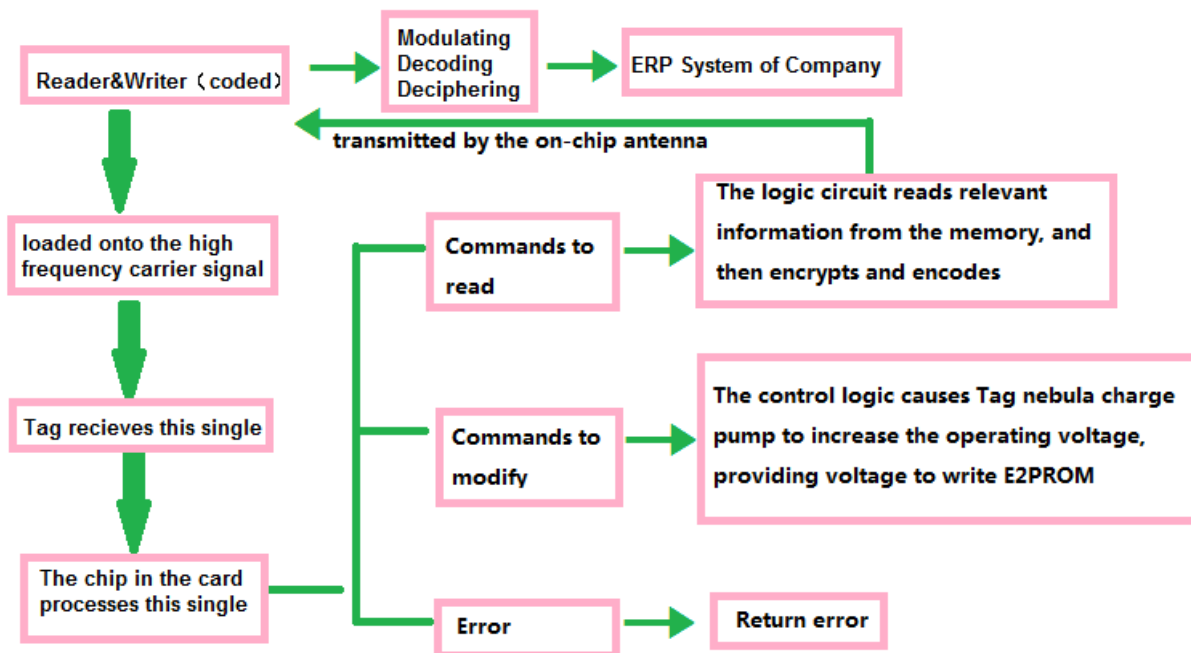 Reader&Writer（coded）
Modulating
Decoding
Deciphering
ERP System of Company
transmitted by the on-chip antenna
loaded onto the high
frequency carrier signal
Tag recieves this single
The chip in the card
processes this single
Commands to
read
The logic circuit reads relevant
information from the memory, and
then encrypts and encodes
Commands to
modify
The control logic causes Tag nebula charge
pump to increase the operating voltage,
providing voltage to write E2PROM
Error
Return error